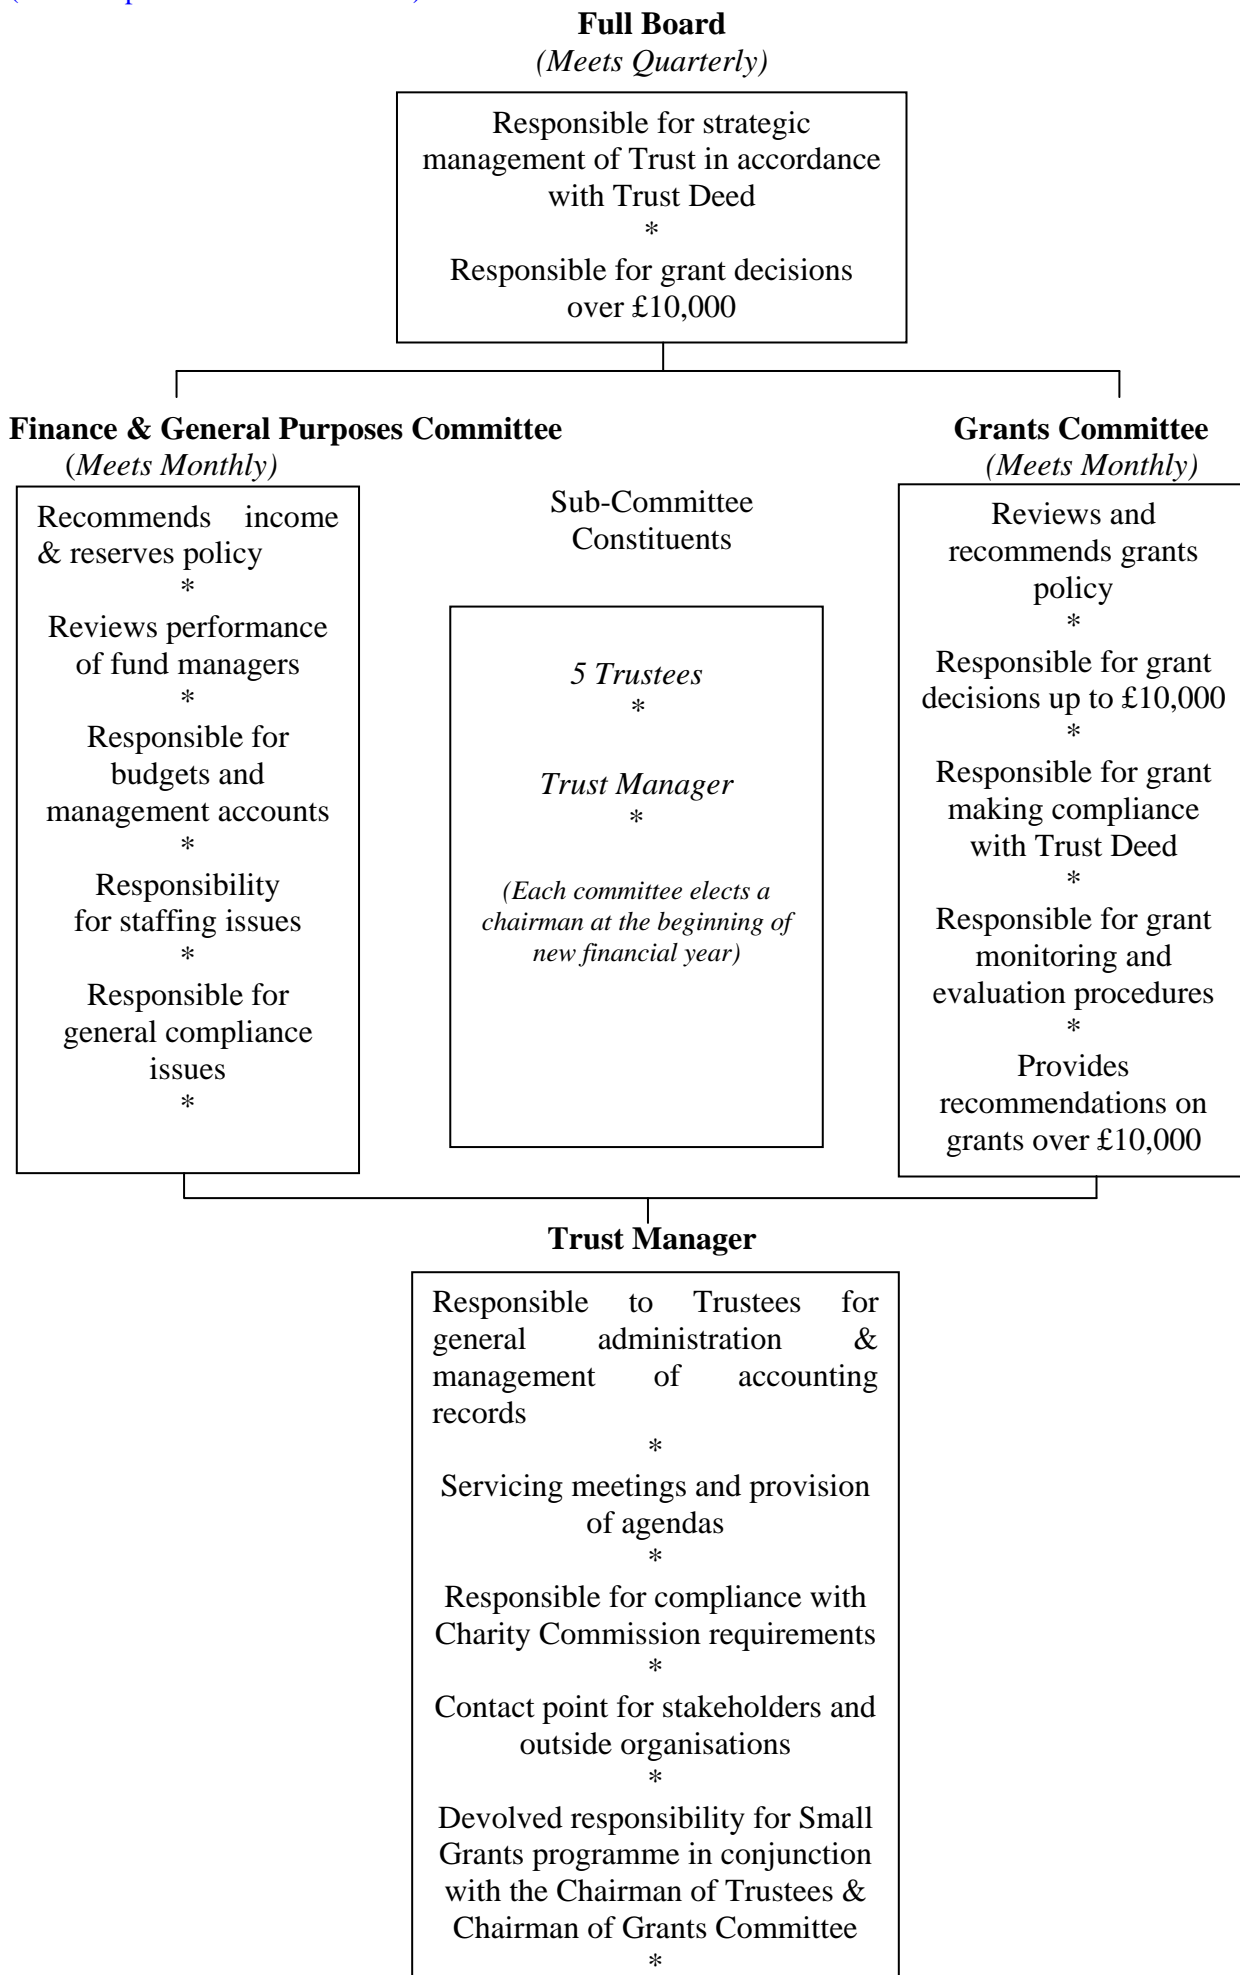 Full Board
(Meets Quarterly)
Responsible for strategic
management of Trust in accordance
with Trust Deed
*
Responsible for grant decisions
over £10,000
Finance & General Purposes Committee
(Meets Monthly)
Recommends income
& reserves policy
*
Reviews performance
of fund managers
*
Responsible for
budgets and
management accounts
*
Responsibility
for staffing issues
*
Responsible for
general compliance
issues
*
Sub-Committee
Constituents
5 Trustees
*
Trust Manager
*
(Each committee elects a
chairman at the beginning of
new financial year)
Grants Committee
(Meets Monthly)
Reviews and
recommends grants
policy
*
Responsible for grant
decisions up to £10,000
*
Responsible for grant
making compliance
with Trust Deed
*
Responsible for grant
monitoring and
evaluation procedures
*
Provides
recommendations on
grants over £10,000
Trust Manager
Responsible to Trustees for
general administration &
management of accounting
records
*
Servicing meetings and provision
of agendas
*
Responsible for compliance with
Charity Commission requirements
*
Contact point for stakeholders and
outside organisations
*
Devolved responsibility for Small
Grants programme in conjunction
with the Chairman of Trustees &
Chairman of Grants Committee
*